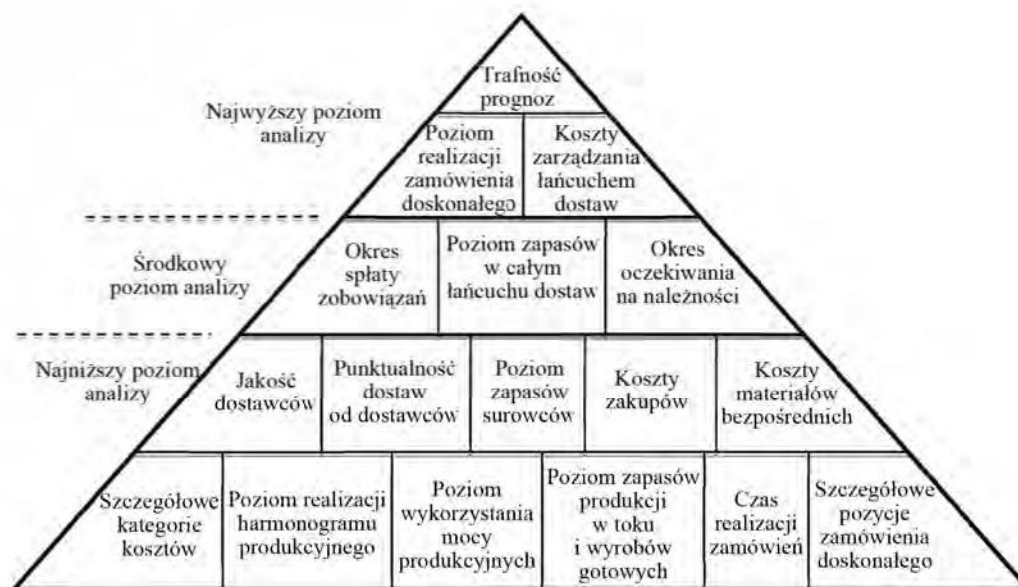 Trafność
prognoz
Najwyższy poziom
analizy
Poziom
realizacji
zamówienia
doskonałego
Koszty
zarządzania
łańcuchem
dostaw
Środkowy
poziom analizy
Okres
spłaty
zobowiązań
Poziom zapasów
w całym
łańcuchu dostaw
Okres
oczekiwania
na należności
Najniższy poziom
analizy
Jakość
dostawców
Punktualność
dostaw
od dostawców
Poziom
zapasów
surowców
Koszty
zakupów
Koszty
materiałów
bezpośrednich
Szczegółowe
kategorie
kosztów
Poziom realizacji
harmonogramu
produkcyjnego
Poziom
wykorzystania
mocy
produkcyjnych
Poziom zapasów
produkcji
w toku
i wyrobów
gotowych
Czas
realizacji
zamówień
Szczegółowe
pozycje
zamówienia
doskonałego